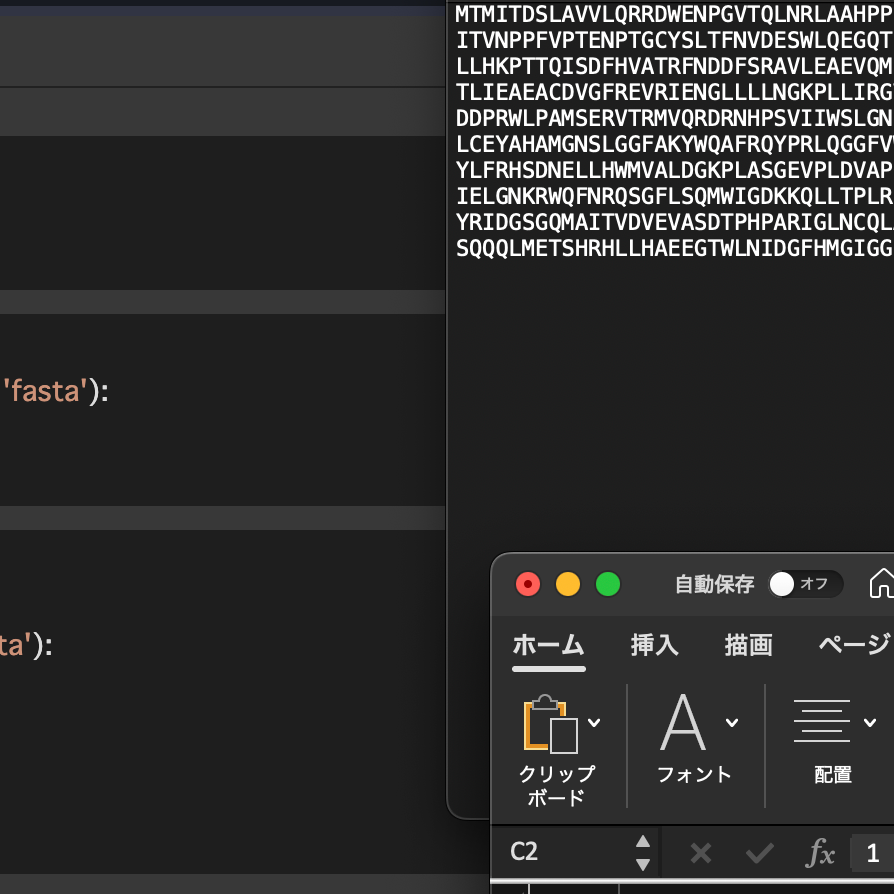 MTMITDSLAVVLQRRDWENPGVTQLNRLAAHPP
ITVNPPFVPTENPTGCYSLTFNVDESWLQEGQT
LLHKPTTQISDFHVATRFNDDFSRAVLEAEVQM
TLIEAEACDVGFREVRIENGLLLLNGKPLLIRG
DDPRWLPAMSERVTRMVQRDRNHPSVIIWSLGN
LCEYAHAMGNSLGGFAKYWQAFRQYPRLQGGFV
YLFRHSDNELLHWMVALDGKPLASGEVPLDVAP
IELGNKRWQFNRQSGFLSQMWIGDKKQLLTPLR
YRIDGSGQMAITVDVEVASDTPHPARIGLNCQL
SQQQLMETSHRHLLHAEEGTWLNIDGFHMGIGG
'fasta'):
ta'):
自動保存 オフ
ホーム 挿入 描画 ページ
クリップボード フォント 配置
C2 fx 1